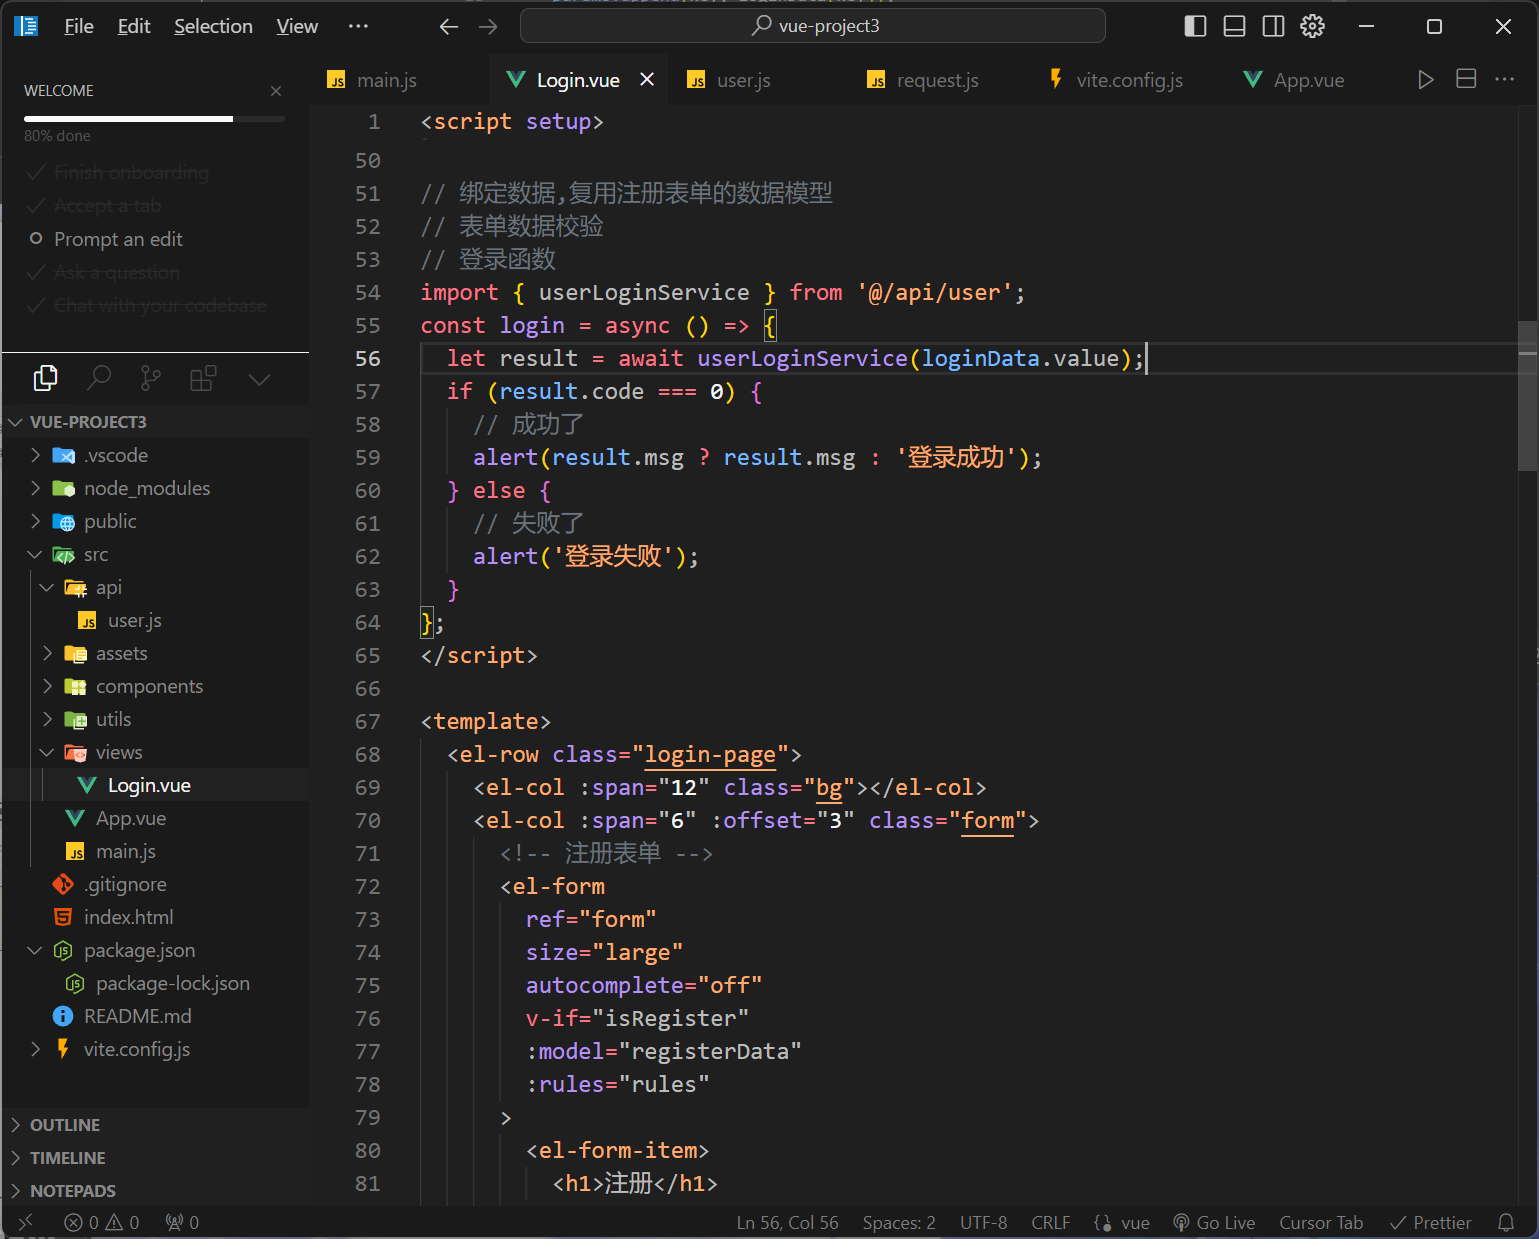 File Edit Selection View ··· vue-project3
WELCOME
80% done
Finish onboarding
Accept a tab
Prompt an edit
Ask a question
Chat with your codebase
VUE-PROJECT3
.vscode
node_modules
public
src
api
user.js
assets
components
utils
views
Login.vue
App.vue
main.js
.gitignore
index.html
package.json
package-lock.json
README.md
vite.config.js
OUTLINE
TIMELINE
NOTEPADS
main.js Login.vue user.js request.js vite.config.js App.vue
1 <script setup>
50
51 // 绑定数据,复用注册表单的数据模型
52 // 表单数据校验
53 // 登录函数
54 import { userLoginService } from '@/api/user';
55 const login = async () => {
56 let result = await userLoginService(loginData.value);
57 if (result.code === 0) {
58 // 成功了
59 alert(result.msg ? result.msg : '登录成功');
60 } else {
61 // 失败了
62 alert('登录失败');
63 }
64 };
65 </script>
66
67 <template>
68 <el-row class="login-page">
69 <el-col :span="12" class="bg"></el-col>
70 <el-col :span="6" :offset="3" class="form">
71 <!-- 注册表单 -->
72 <el-form
73 ref="form"
74 size="large"
75 autocomplete="off"
76 v-if="isRegister"
77 :model="registerData"
78 :rules="rules"
79 >
80 <el-form-item>
81 <h1>注册</h1>
0 0 0 Ln 56, Col 56 Spaces: 2 UTF-8 CRLF {} vue Go Live Cursor Tab Prettier